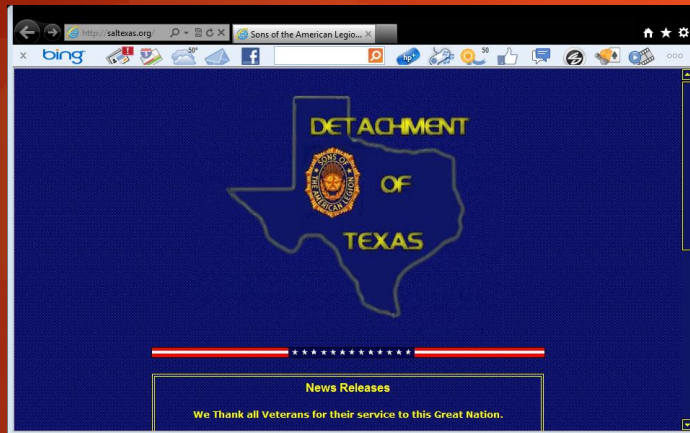 http://saltexas.org/
Sons of the American Legio...
bing
50°
hp+
50
DETACHMENT
SONS OF
THE AMERICAN LEGION
OF
TEXAS
News Releases
We Thank all Veterans for their service to this Great Nation.